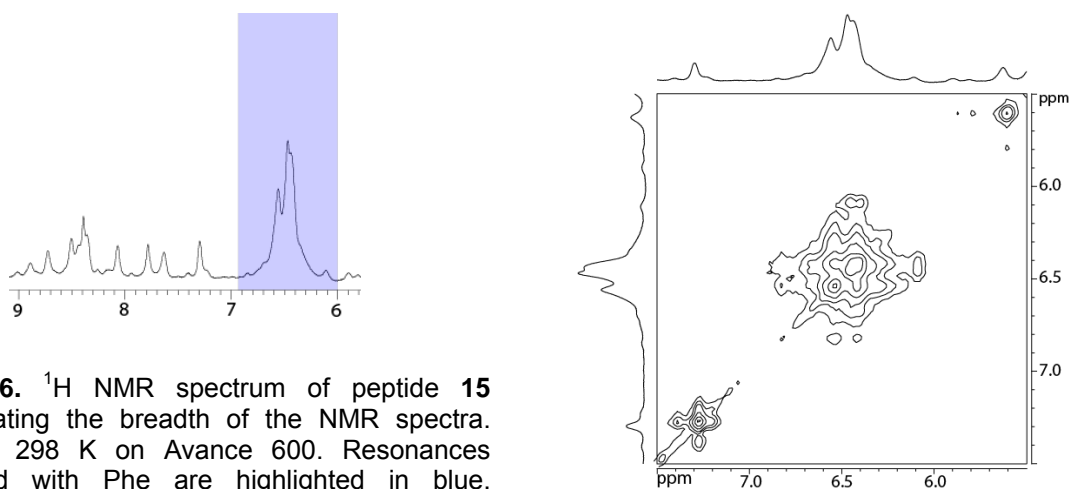 9 8 7 6
ppm
6.0
6.5
7.0
ppm 7.0 6.5 6.0
6. ¹H NMR spectrum of peptide 15
ating the breadth of the NMR spectra.
298 K on Avance 600. Resonances
d with Phe are highlighted in blue.